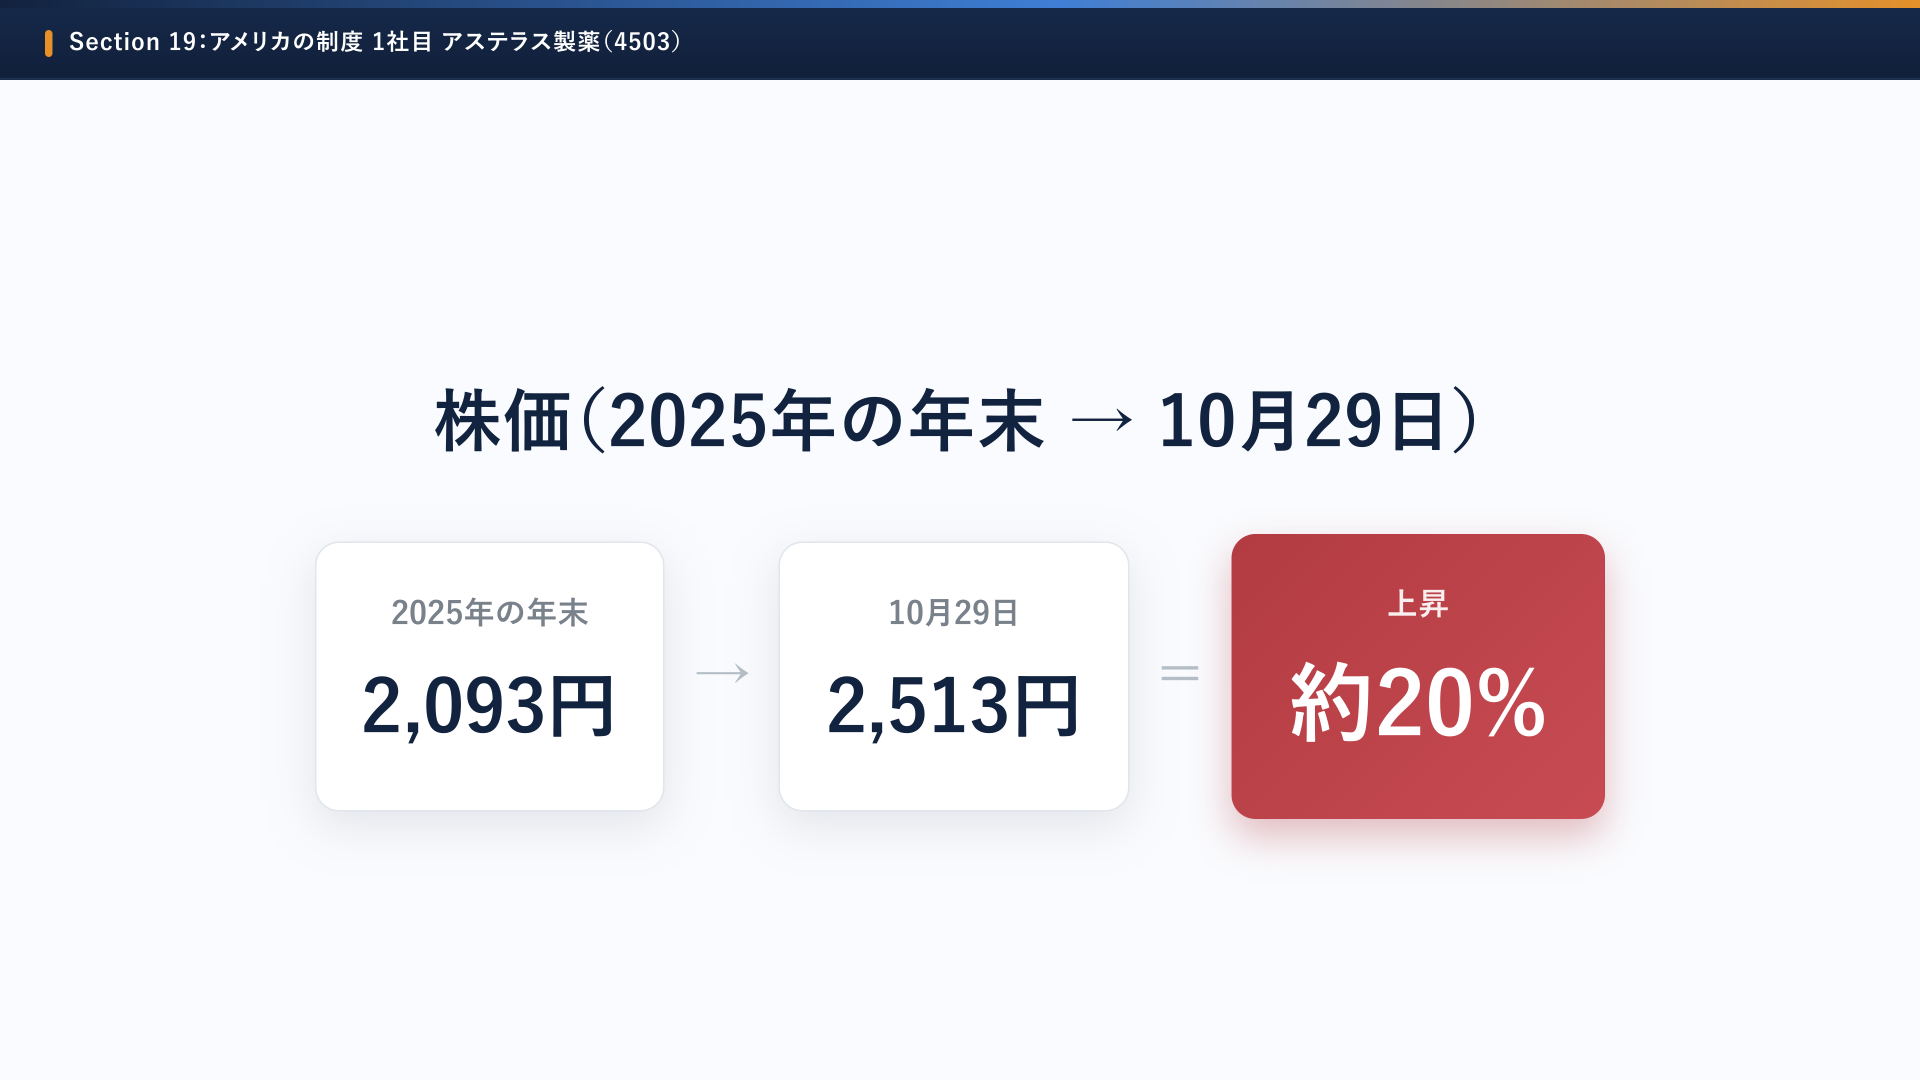 Section 19：アメリカの制度 1社目 アステラス製薬（4503）
株価（2025年の年末 → 10月29日）
2025年の年末
2,093円
→
10月29日
2,513円
＝
上昇
約20%